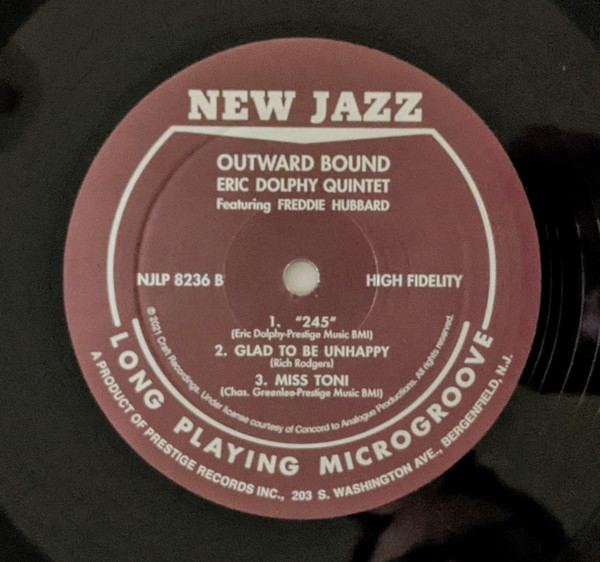 NEW JAZZ
OUTWARD BOUND
ERIC DOLPHY QUINTET
Featuring FREDDIE HUBBARD
NJLP 8236 B
HIGH FIDELITY
1. "245"
(Eric Dolphy-Prestige Music BMI)
2. GLAD TO BE UNHAPPY
(Rich Rodgers)
3. MISS TONI
(Chas. Greenlee-Prestige Music BMI)
℗2021 Craft Recordings. Under license courtesy of Concord to Analogue Productions. All rights reserved.
LONG PLAYING MICROGROOVE
A PRODUCT OF PRESTIGE RECORDS INC., 203 S. WASHINGTON AVE., BERGENFIELD, N.J.